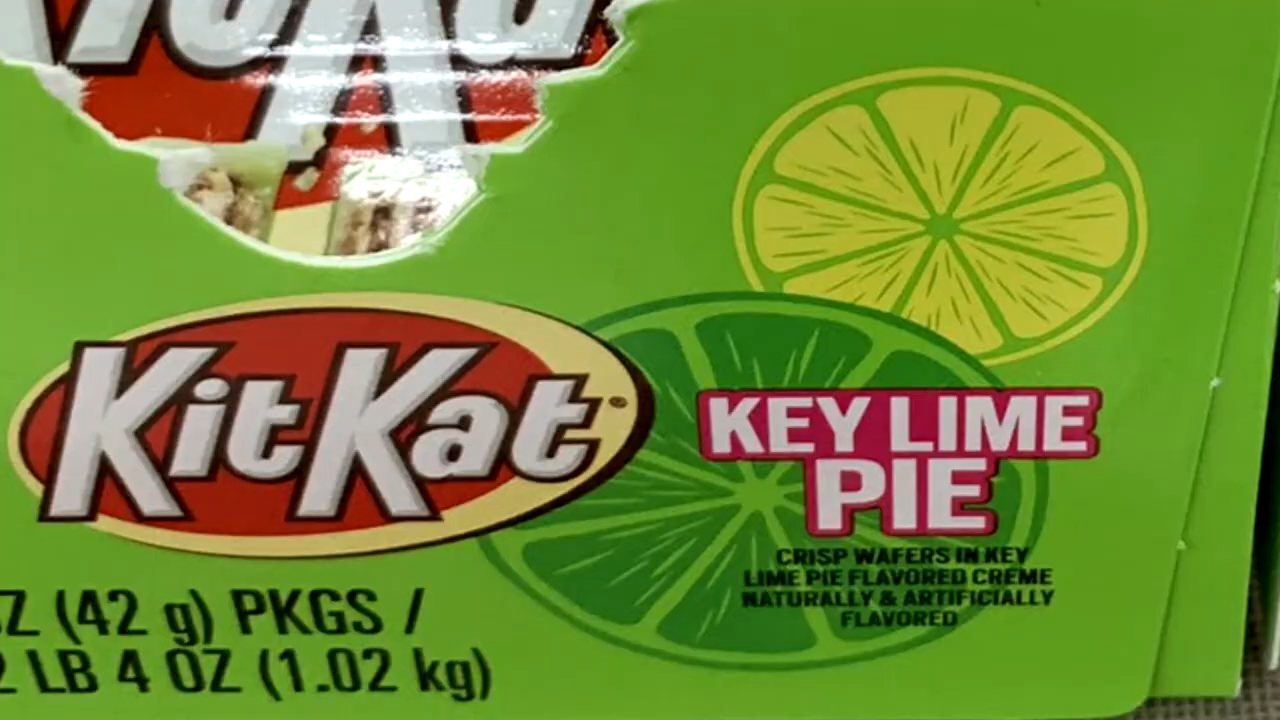 KitKat®
KEY LIME
PIE
CRISP WAFERS IN KEY
LIME PIE FLAVORED CRÈME
NATURALLY & ARTIFICIALLY
FLAVORED
Z (42 g) PKGS /
2 LB 4 OZ (1.02 kg)